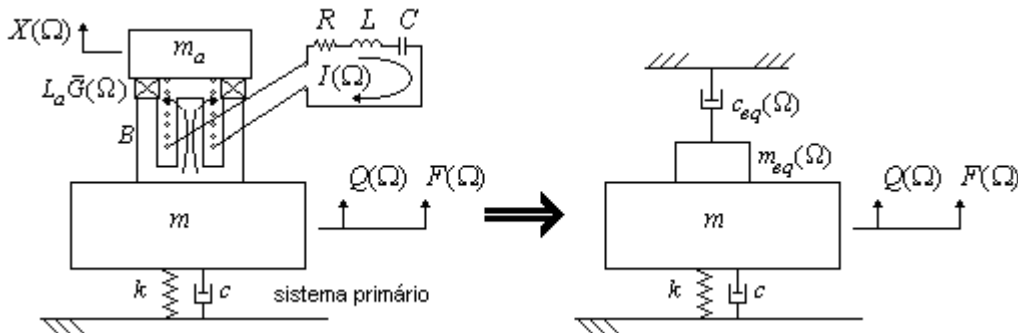 X(Ω)
m_a
R L C
I(Ω)
L_a Ḡ(Ω)
B
Q(Ω) F(Ω)
m
k c
sistema primário
c_eq(Ω)
m_eq(Ω)
Q(Ω) F(Ω)
m
k c